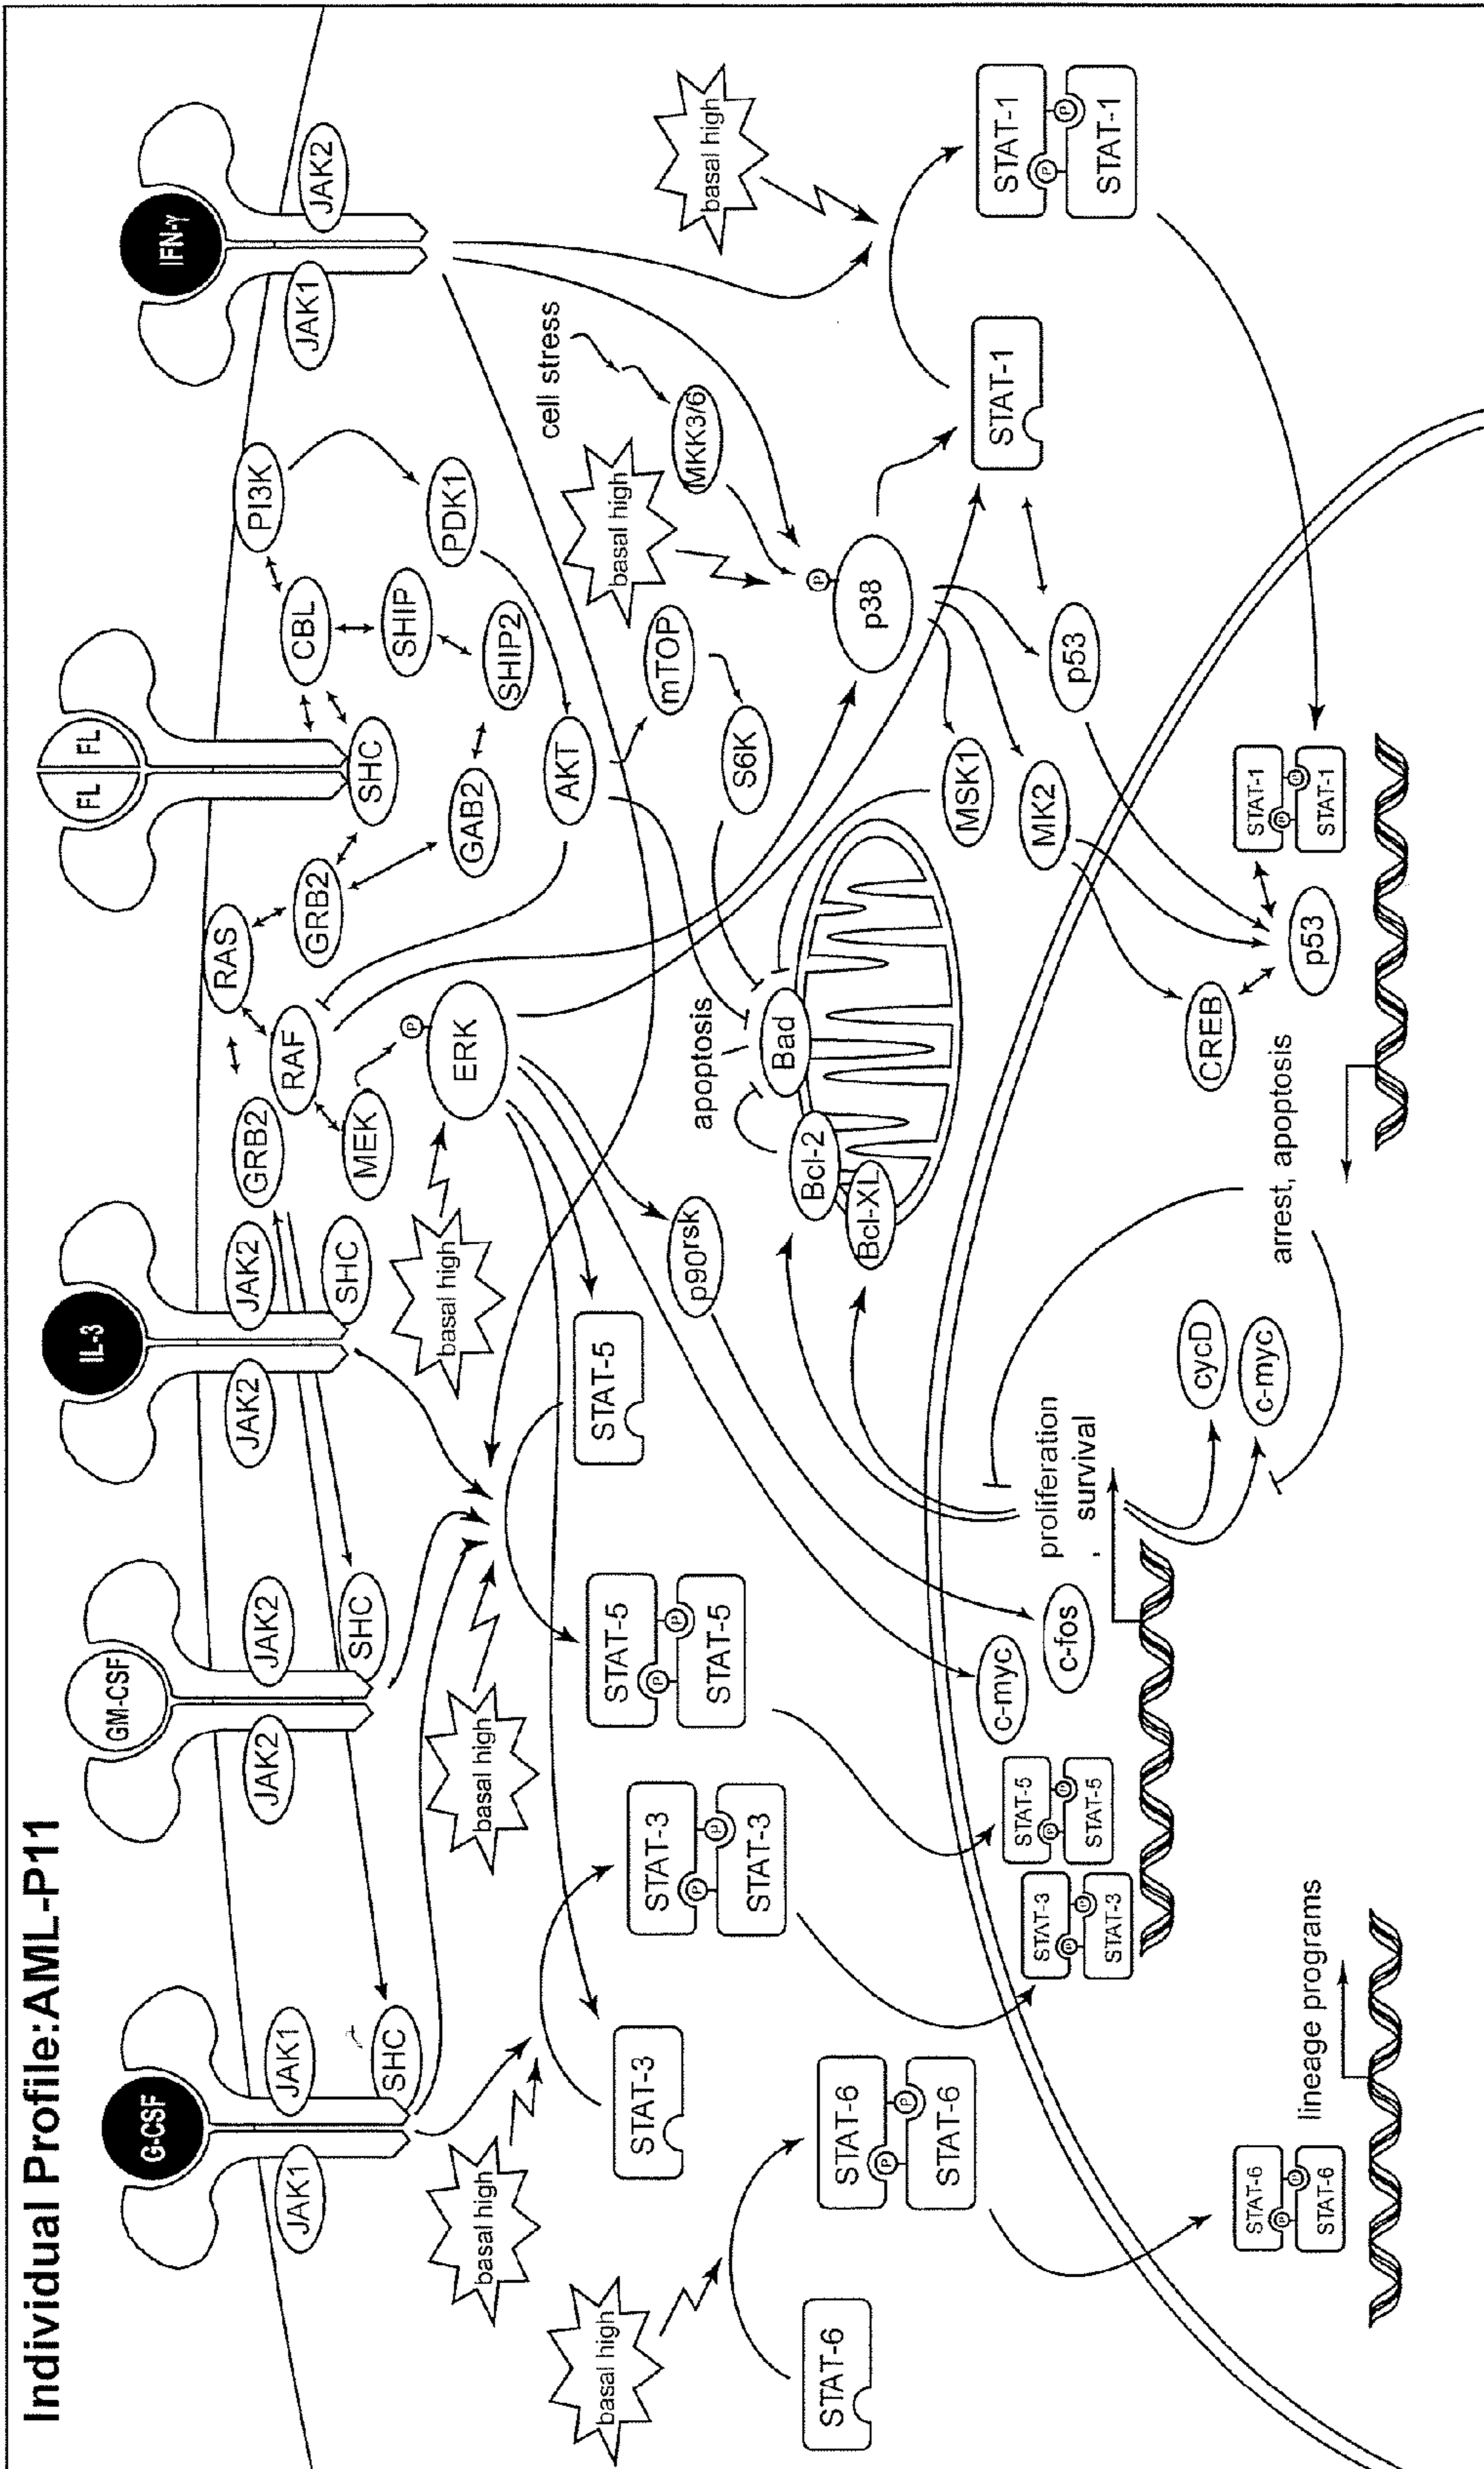 Individual Profile:AML-P11
G-CSF
JAK1
JAK1
SHC
GM-CSF
JAK2
JAK2
SHC
IL-3
JAK2
JAK2
SHC
GRB2
RAS
RAF
MEK
P
ERK
GRB2
FL
FL
SHC
GAB2
CBL
SHIP
SHIP2
PI3K
PDK1
AKT
mTOP
S6K
IFN-γ
JAK1
JAK2
cell stress
MKK3/6
basal high
basal high
basal high
basal high
basal high
basal high
P
p38
basal high
STAT-6
STAT-6
P
P
STAT-6
STAT-3
STAT-3
P
P
STAT-3
STAT-5
STAT-5
P
P
STAT-5
p90rsk
apoptosis
Bad
Bcl-2
Bcl-XL
MSK1
MK2
p53
STAT-1
STAT-1
P
P
STAT-1
STAT-3
P
P
STAT-3
STAT-5
P
P
STAT-5
c-myc
c-fos
proliferation
, survival
cycD
c-myc
CREB
p53
STAT-1
P
P
STAT-1
arrest, apoptosis
STAT-6
P
P
STAT-6
lineage programs